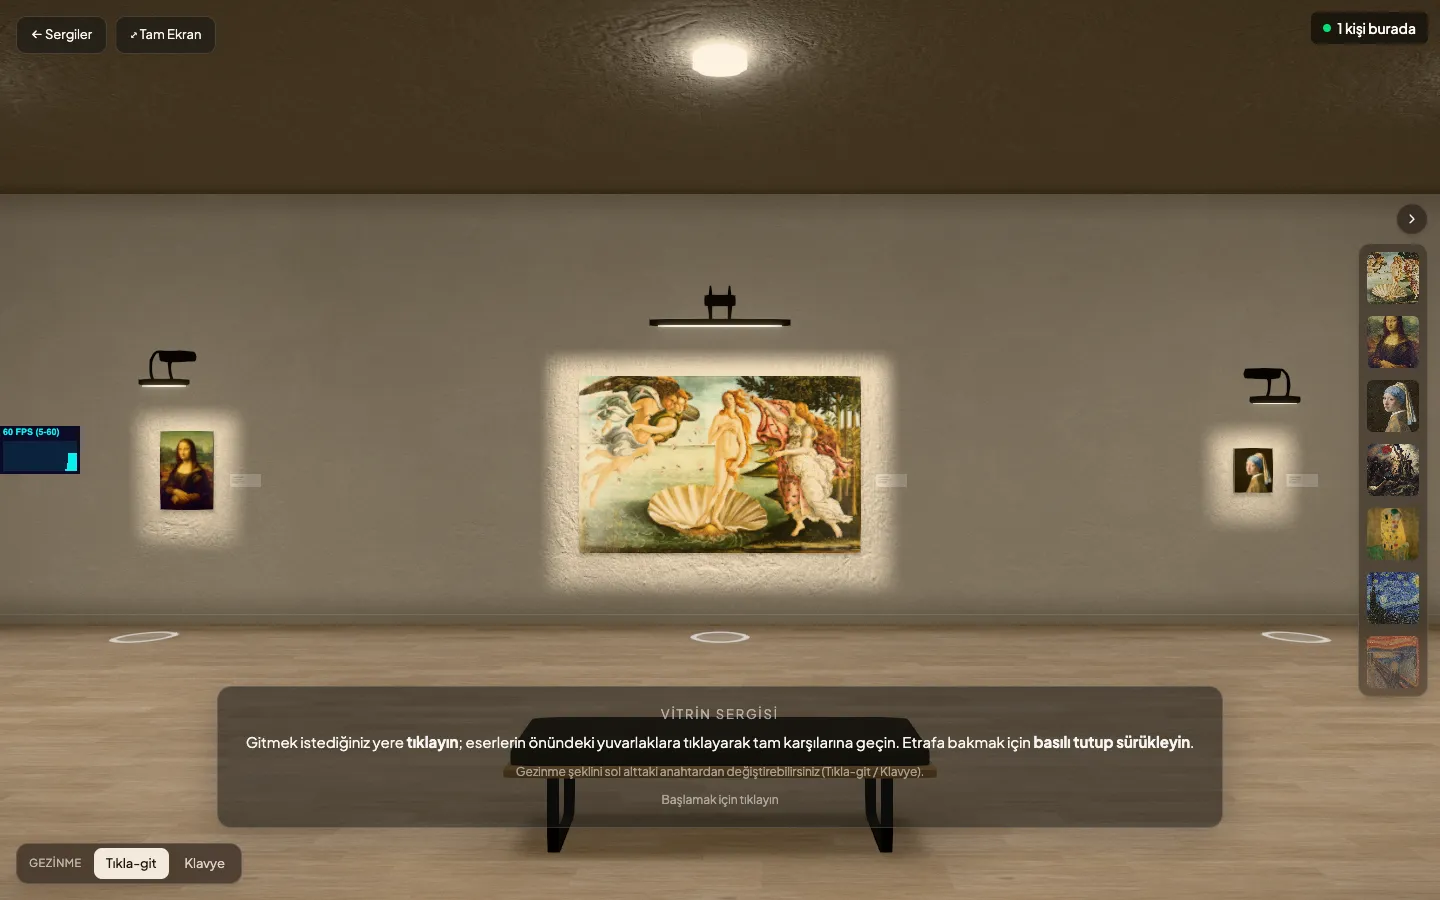 ← Sergiler
⤢ Tam Ekran
1 kişi burada
60 FPS (5-60)
VİTRİN SERGİSİ
Gitmek istediğiniz yere tıklayın; eserlerin önündeki yuvarlaklara tıklayarak tam karşılarına geçin. Etrafa bakmak için basılı tutup sürükleyin.
Gezinme şeklini sol alttaki anahtardan değiştirebilirsiniz (Tıkla-git / Klavye).
Başlamak için tıklayın
GEZİNME
Tıkla-git
Klavye